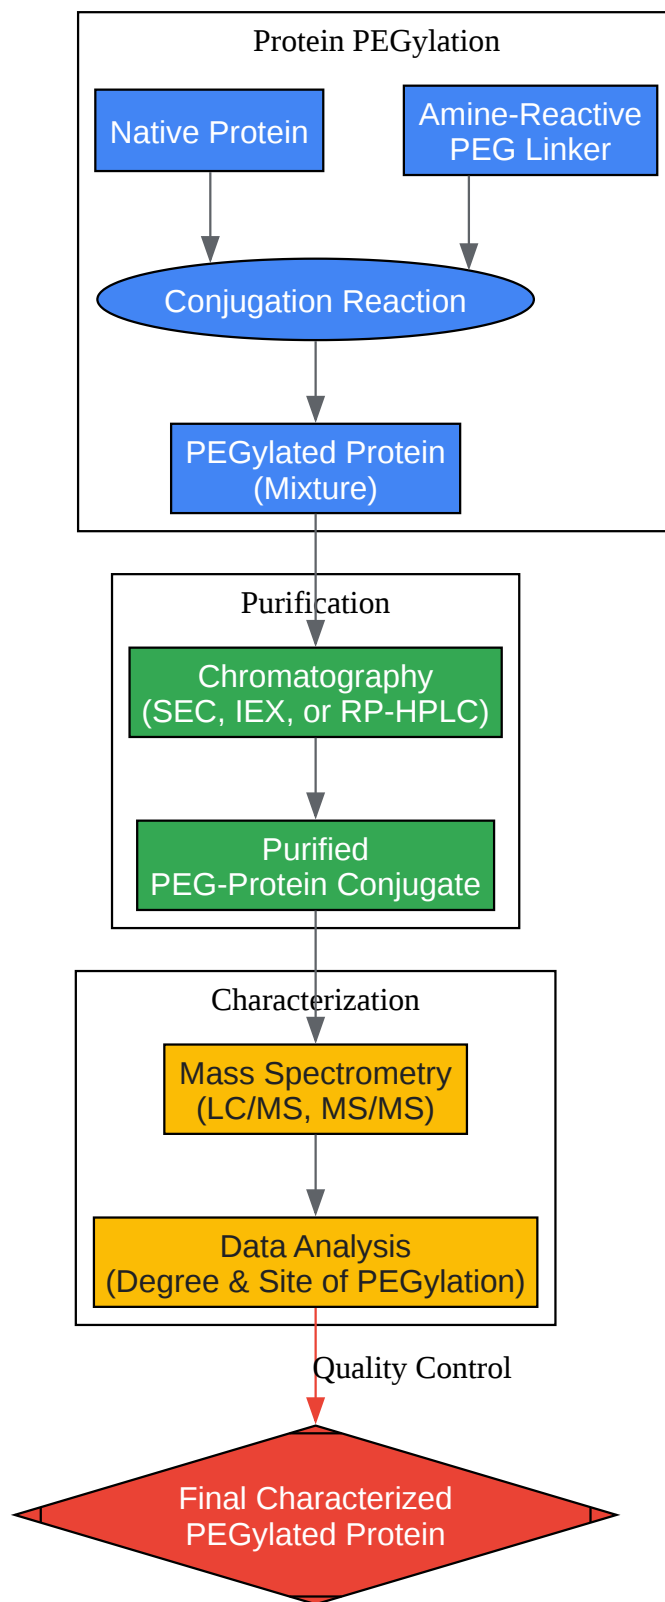 Protein PEGylation
Native Protein
Amine-Reactive
PEG Linker
Conjugation Reaction
PEGylated Protein
(Mixture)
Purification
Chromatography
(SEC, IEX, or RP-HPLC)
Purified
PEG-Protein Conjugate
Characterization
Mass Spectrometry
(LC/MS, MS/MS)
Data Analysis
(Degree & Site of PEGylation)
Quality Control
Final Characterized
PEGylated Protein